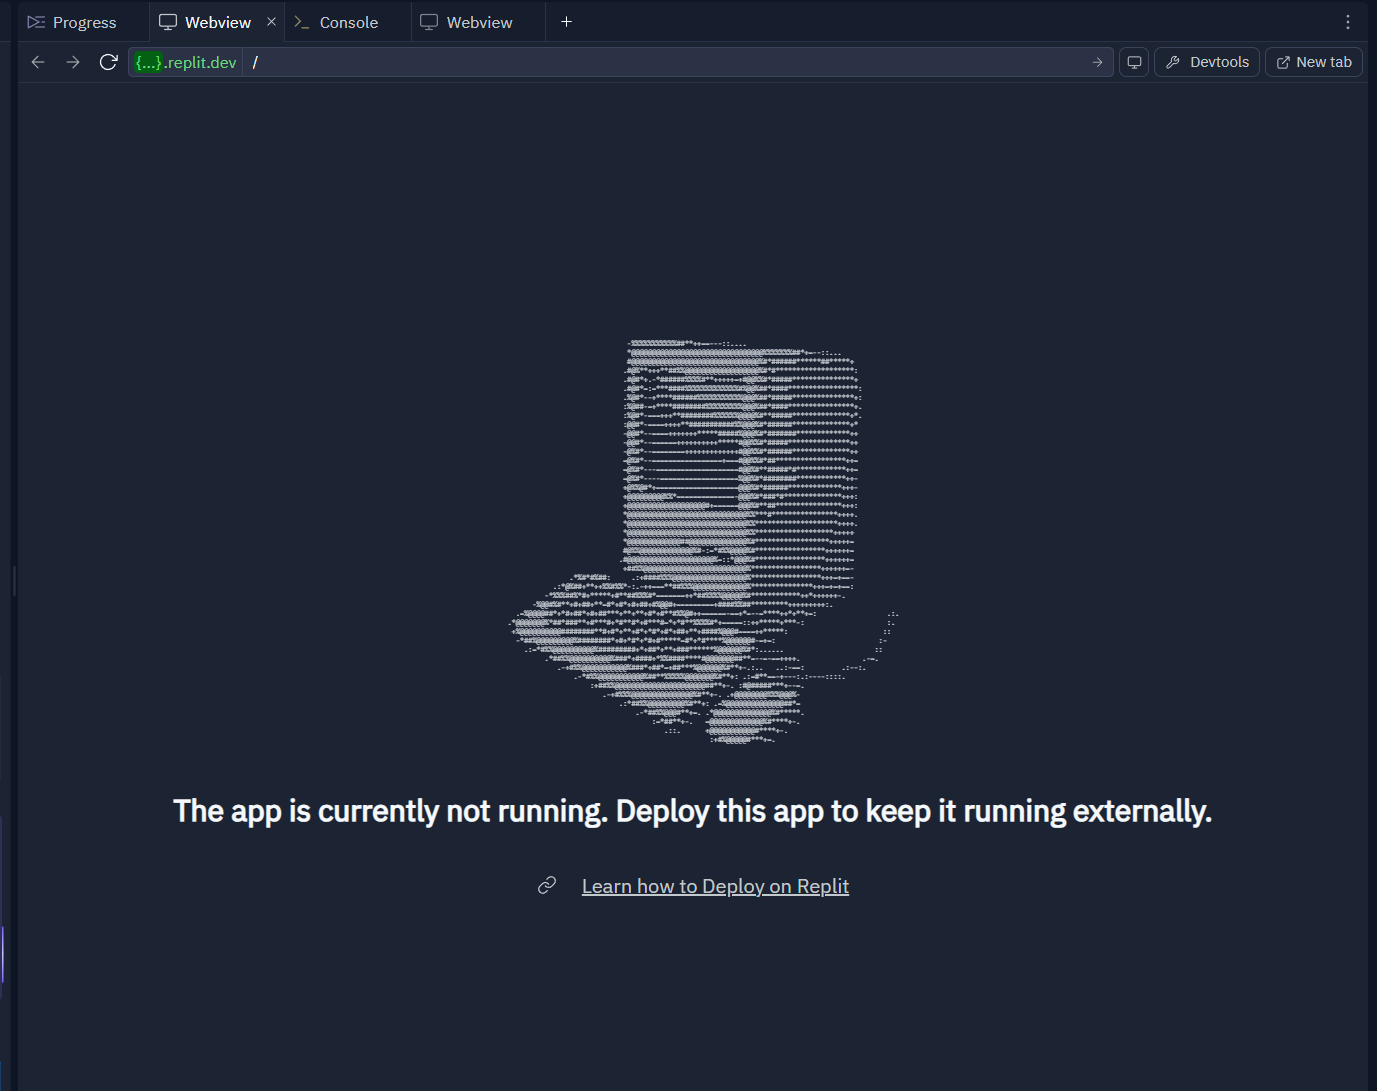 Progress
Webview
Console
Webview
{...}.replit.dev /
Devtools
New tab
The app is currently not running. Deploy this app to keep it running externally.
Learn how to Deploy on Replit